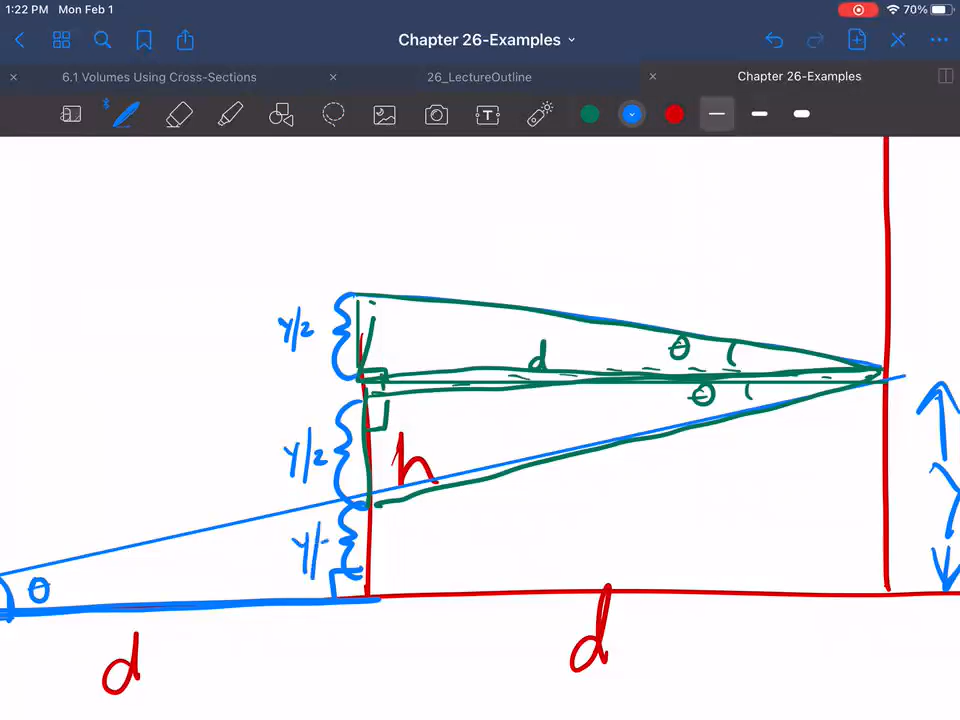 1:22 PM Mon Feb 1
70%
Chapter 26-Examples
6.1 Volumes Using Cross-Sections
26_LectureOutline
Chapter 26-Examples
T
y/2
d
θ
θ
y/2
h
y/
θ
y
d
d